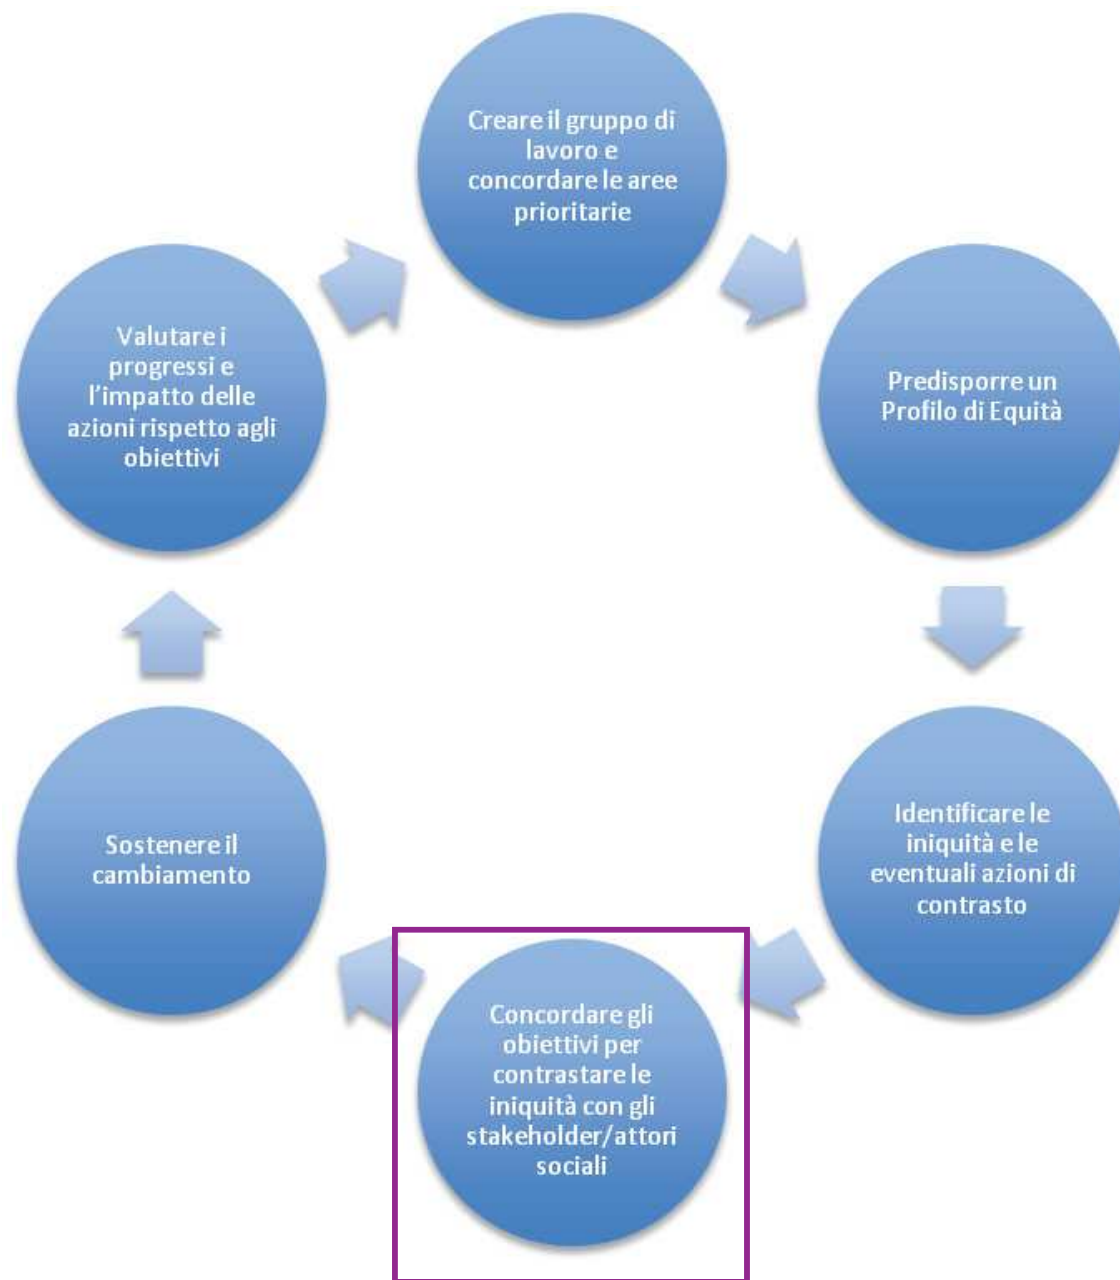 Creare il gruppo di
lavoro e
concordare le aree
prioritarie
Predisporre un
Profilo di Equità
Identificare le
iniquità e le
eventuali azioni di
contrasto
Concordare gli
obiettivi per
contrastare le
iniquità con gli
stakeholder/attori
sociali
Sostenere il
cambiamento
Valutare i
progressi e
l'impatto delle
azioni rispetto agli
obiettivi